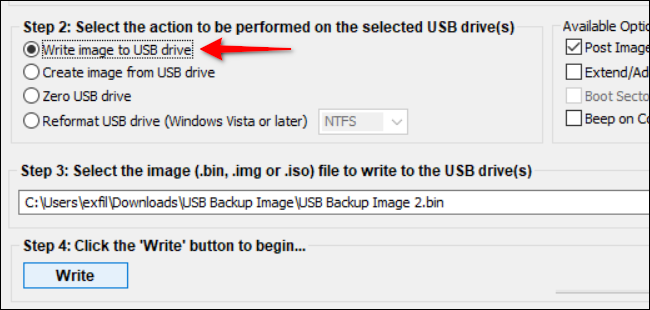 Step 2: Select the action to be performed on the selected USB drive(s)
Write image to USB drive
Create image from USB drive
Zero USB drive
Reformat USB drive (Windows Vista or later) NTFS
Available Optio
Post Image
Extend/Ad
Boot Secto
Beep on Co
Step 3: Select the image (.bin, .img or .iso) file to write to the USB drive(s)
C:\Users\exfil\Downloads\USB Backup Image\USB Backup Image 2.bin
Step 4: Click the 'Write' button to begin...
Write